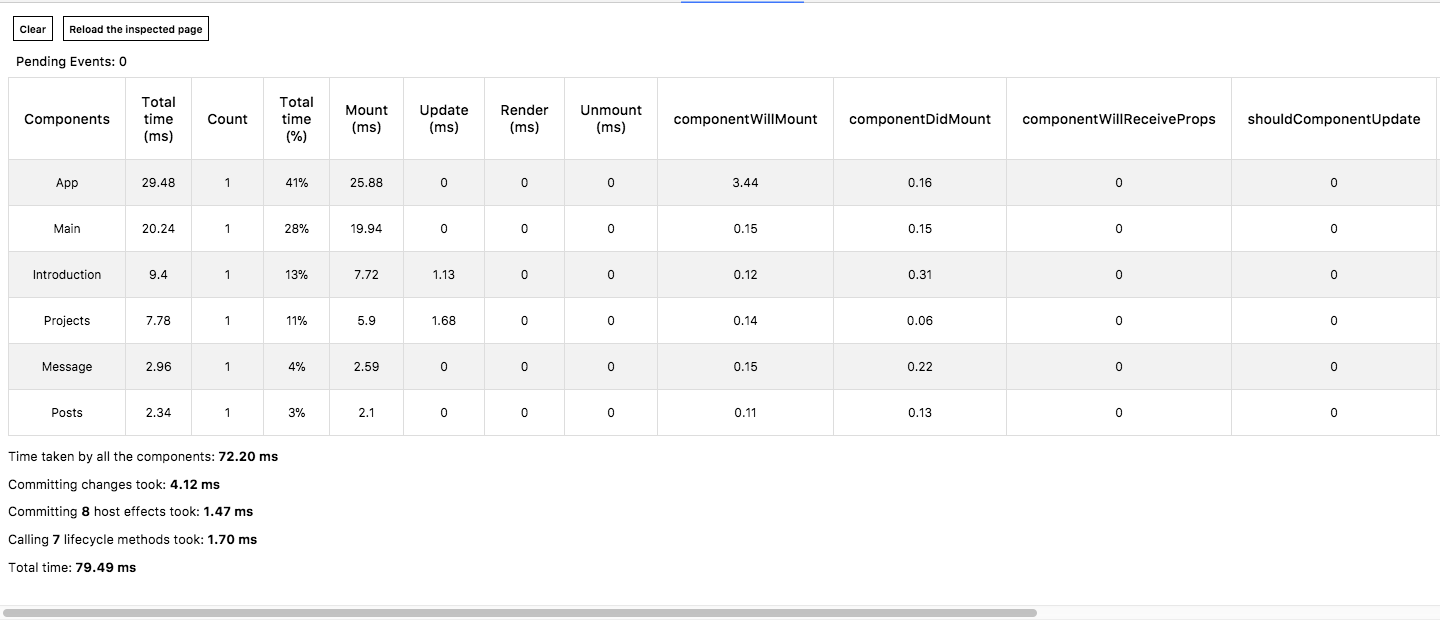 Clear Reload the inspected page
Pending Events: 0
Components Total time (ms) Count Total time (%) Mount (ms) Update (ms) Render (ms) Unmount (ms) componentWillMount componentDidMount componentWillReceiveProps shouldComponentUpdate
App 29.48 1 41% 25.88 0 0 0 3.44 0.16 0 0
Main 20.24 1 28% 19.94 0 0 0 0.15 0.15 0 0
Introduction 9.4 1 13% 7.72 1.13 0 0 0.12 0.31 0 0
Projects 7.78 1 11% 5.9 1.68 0 0 0.14 0.06 0 0
Message 2.96 1 4% 2.59 0 0 0 0.15 0.22 0 0
Posts 2.34 1 3% 2.1 0 0 0 0.11 0.13 0 0
Time taken by all the components: 72.20 ms
Committing changes took: 4.12 ms
Committing 8 host effects took: 1.47 ms
Calling 7 lifecycle methods took: 1.70 ms
Total time: 79.49 ms